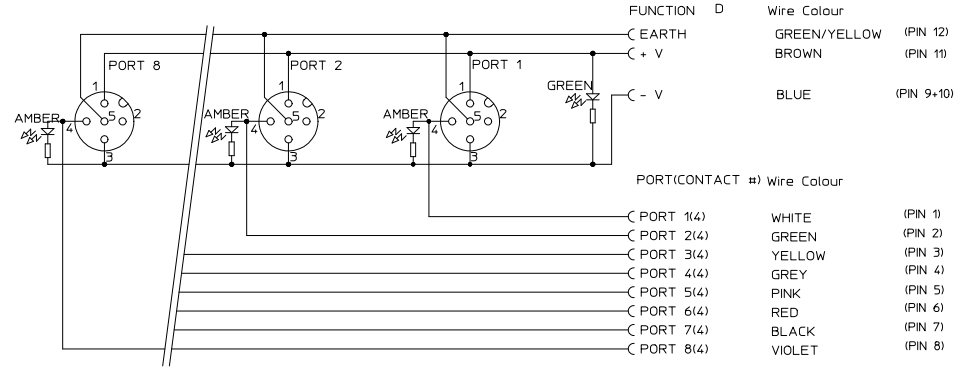 FUNCTION D Wire Colour
EARTH GREEN/YELLOW (PIN 12)
+ V BROWN (PIN 11)
PORT 8 PORT 2 PORT 1
GREEN
- V BLUE (PIN 9+10)
1 1 1
AMBER 4 5 2 AMBER 4 5 2 AMBER 4 5 2
3 3 3
PORT(CONTACT #) Wire Colour
PORT 1(4) WHITE (PIN 1)
PORT 2(4) GREEN (PIN 2)
PORT 3(4) YELLOW (PIN 3)
PORT 4(4) GREY (PIN 4)
PORT 5(4) PINK (PIN 5)
PORT 6(4) RED (PIN 6)
PORT 7(4) BLACK (PIN 7)
PORT 8(4) VIOLET (PIN 8)